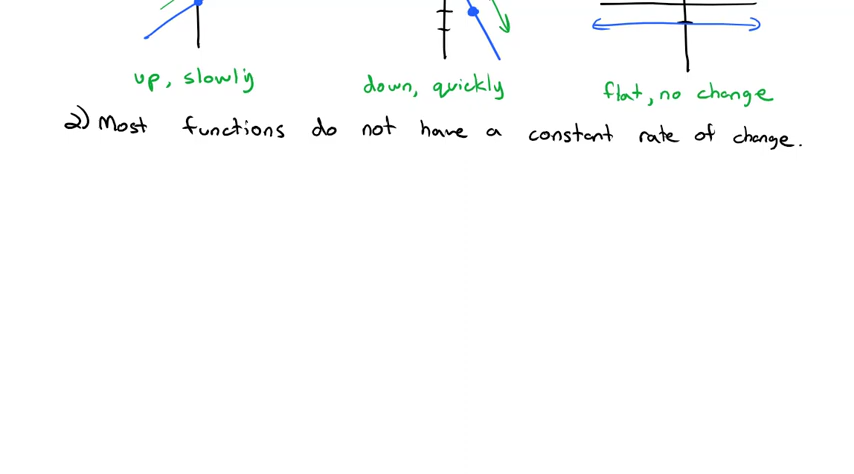 up, slowly
down, quickly
flat, no change
2) Most functions do not have a constant rate of change.